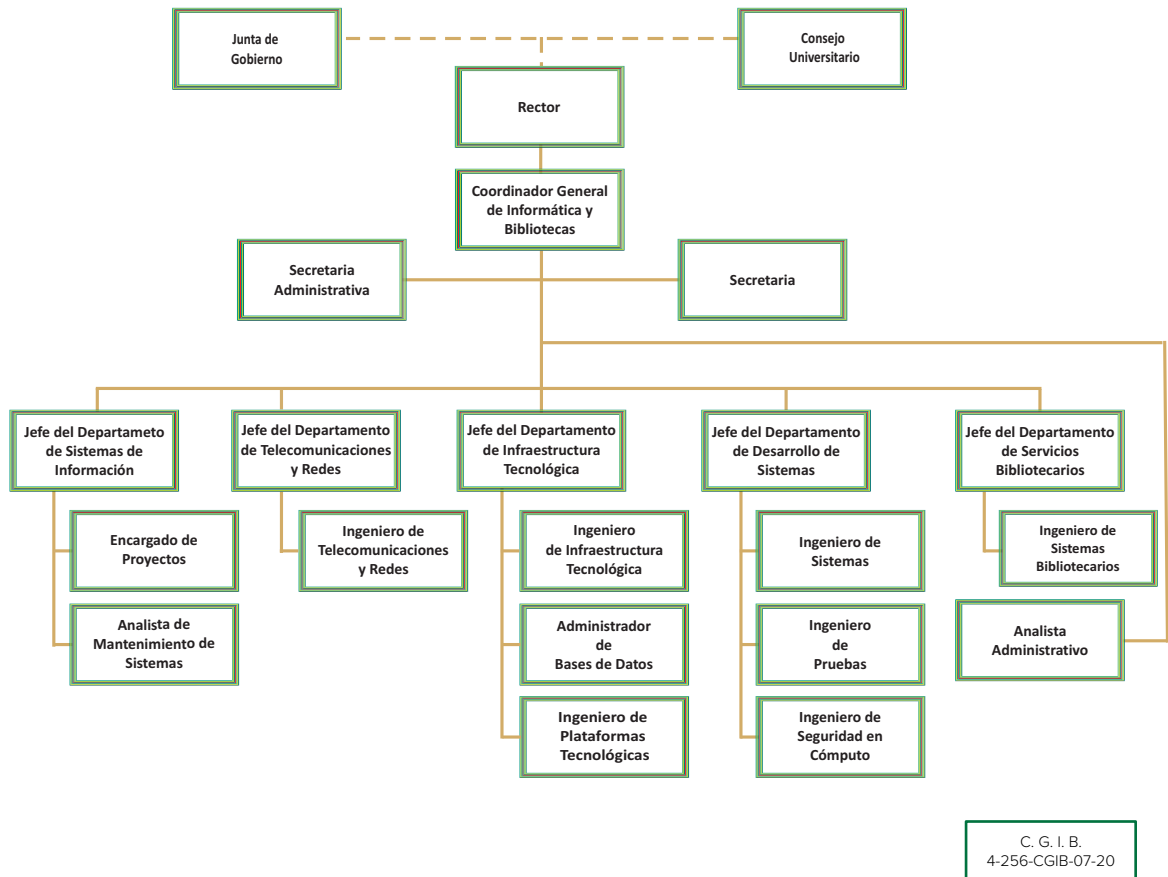 Junta de
Gobierno
Consejo
Universitario
Rector
Coordinador General
de Informática y
Bibliotecas
Secretaria
Administrativa
Secretaria
Jefe del Departameto
de Sistemas de
Información
Jefe del Departamento
de Telecomunicaciones
y Redes
Jefe del Departamento
de Infraestructura
Tecnológica
Jefe del Departamento
de Desarrollo de
Sistemas
Jefe del Departamento
de Servicios
Bibliotecarios
Encargado de
Proyectos
Ingeniero de
Telecomunicaciones
y Redes
Ingeniero
de Infraestructura
Tecnológica
Ingeniero de
Sistemas
Ingeniero de
Sistemas
Bibliotecarios
Analista de
Mantenimiento de
Sistemas
Administrador
de
Bases de Datos
Ingeniero
de
Pruebas
Analista
Administrativo
Ingeniero de
Plataformas
Tecnológicas
Ingeniero de
Seguridad en
Cómputo
C. G. I. B.
4-256-CGIB-07-20